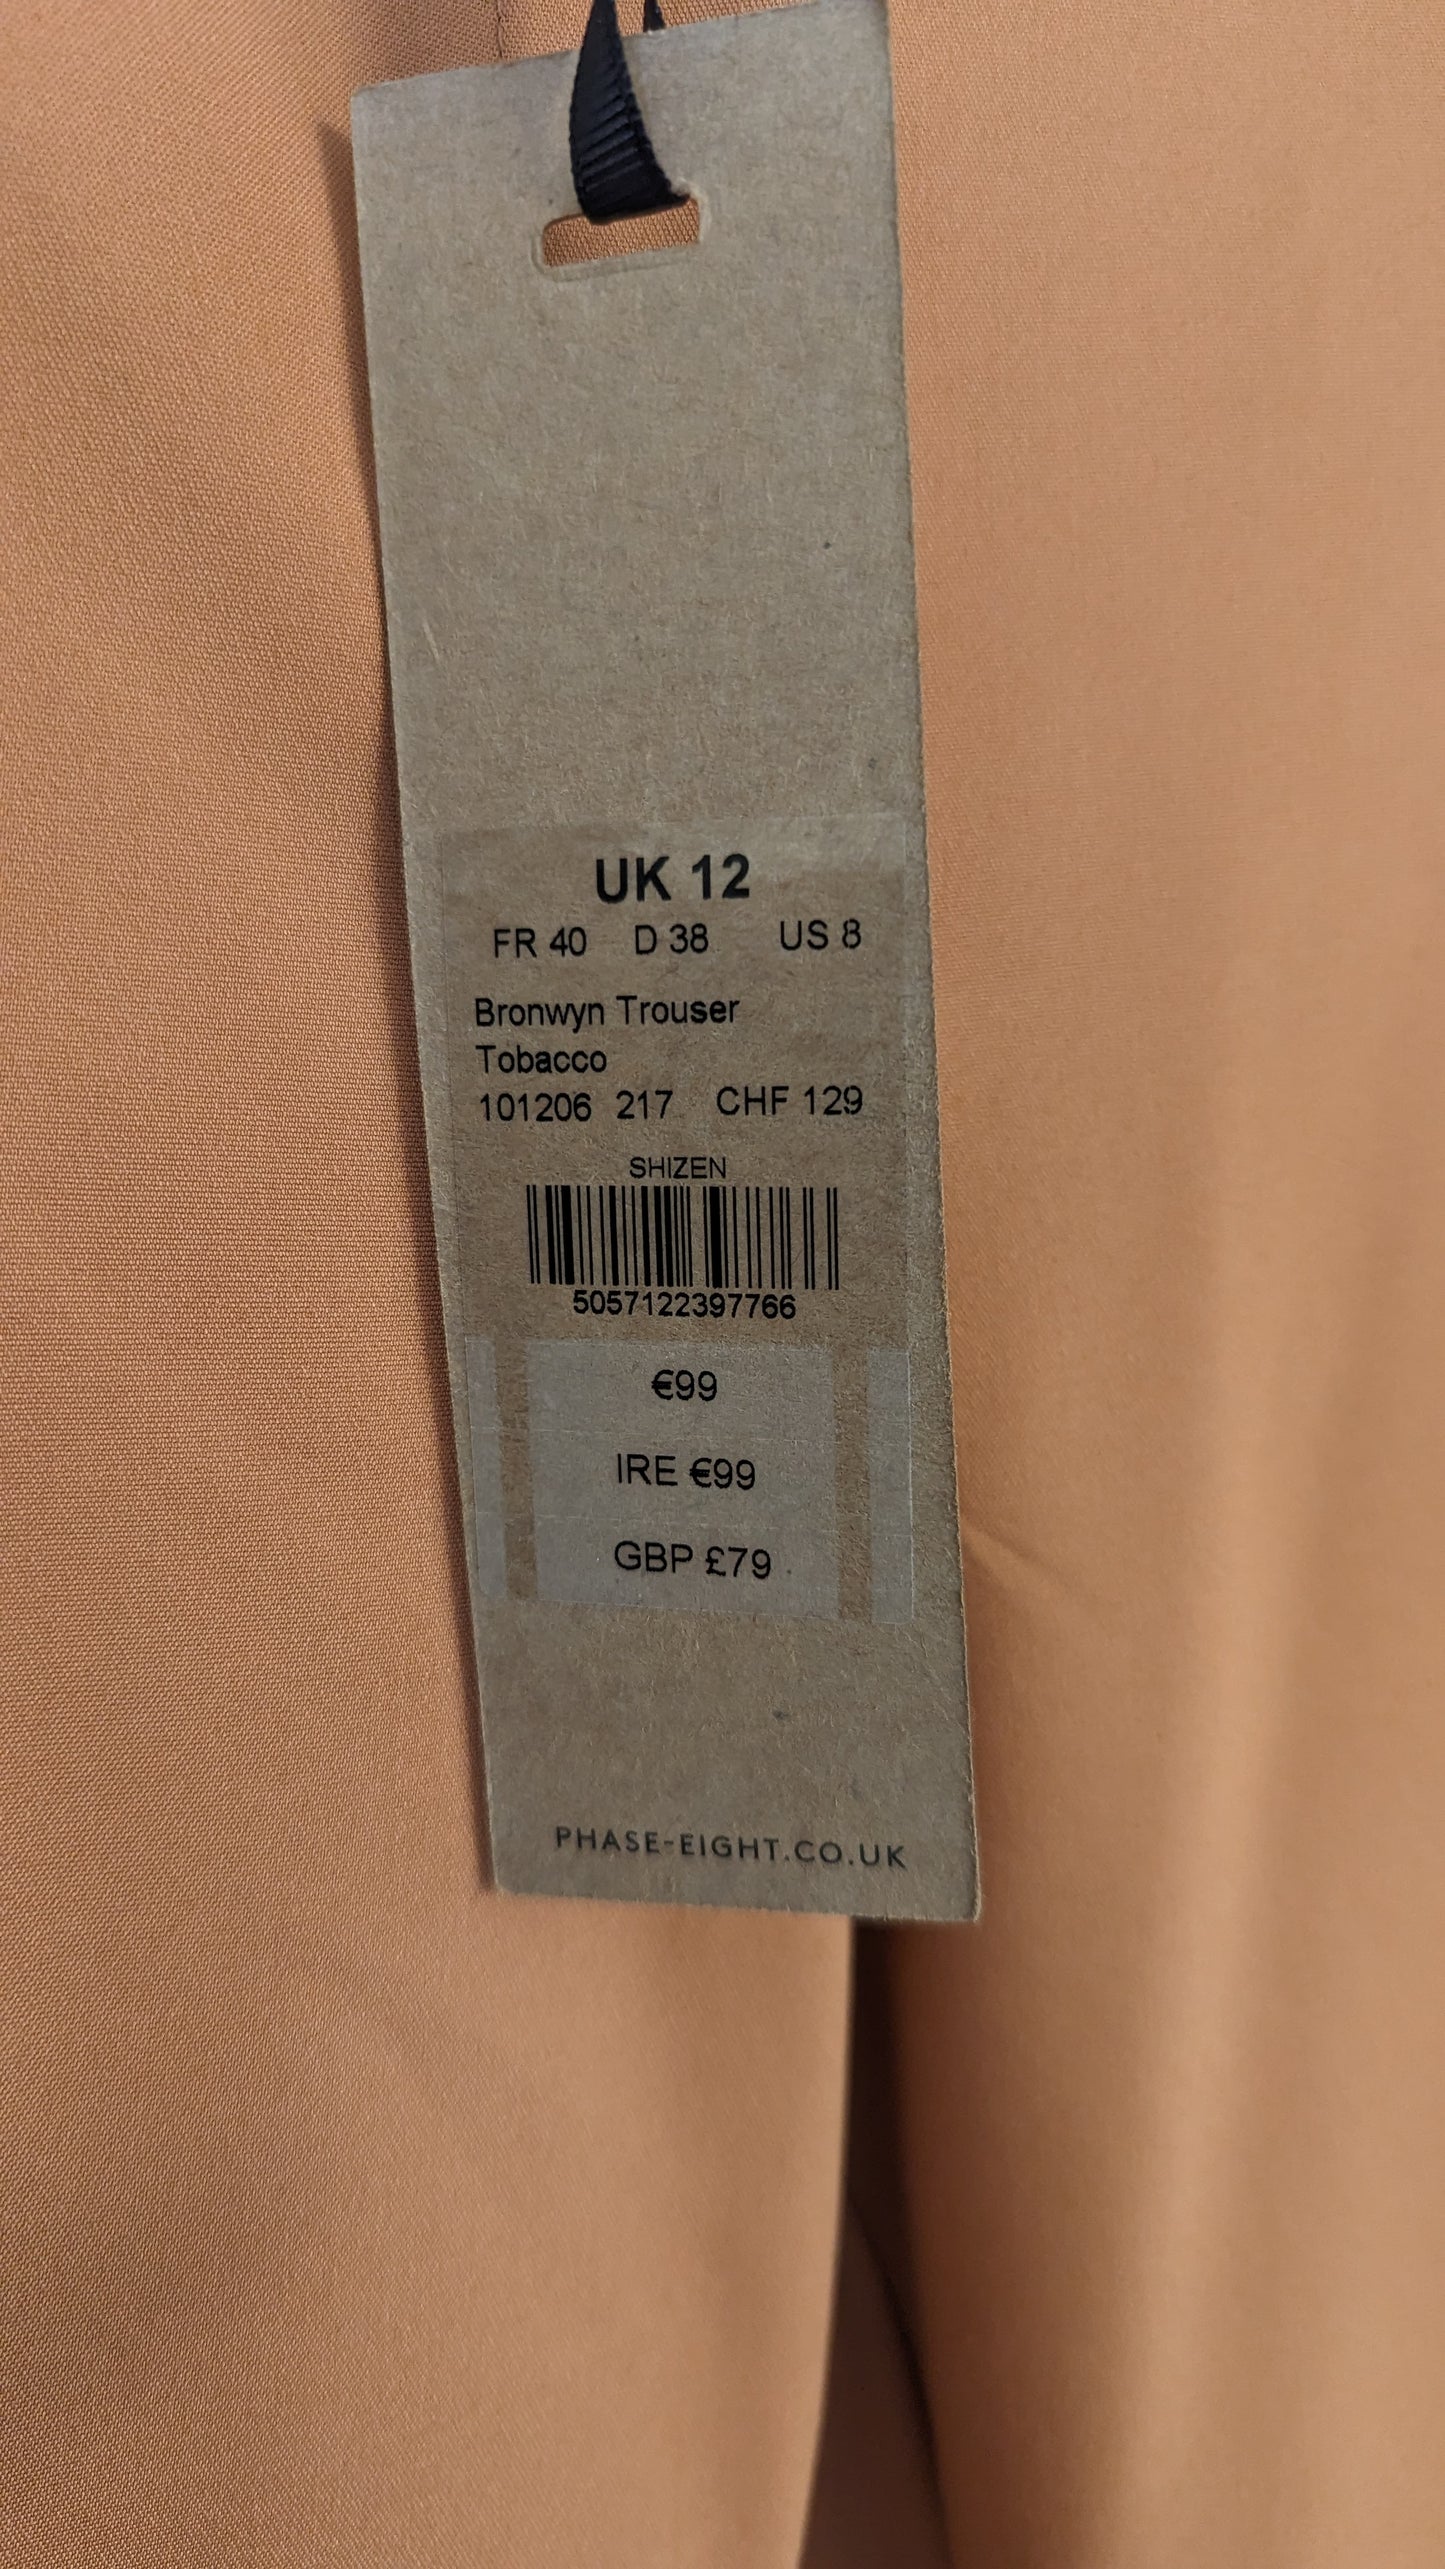 UK 12
FR 40 D 38 US 8
Bronwyn Trouser
Tobacco
101206 217 CHF 129
SHIZEN
5057122397766
€99
IRE €99
GBP £79
PHASE-EIGHT.CO.UK